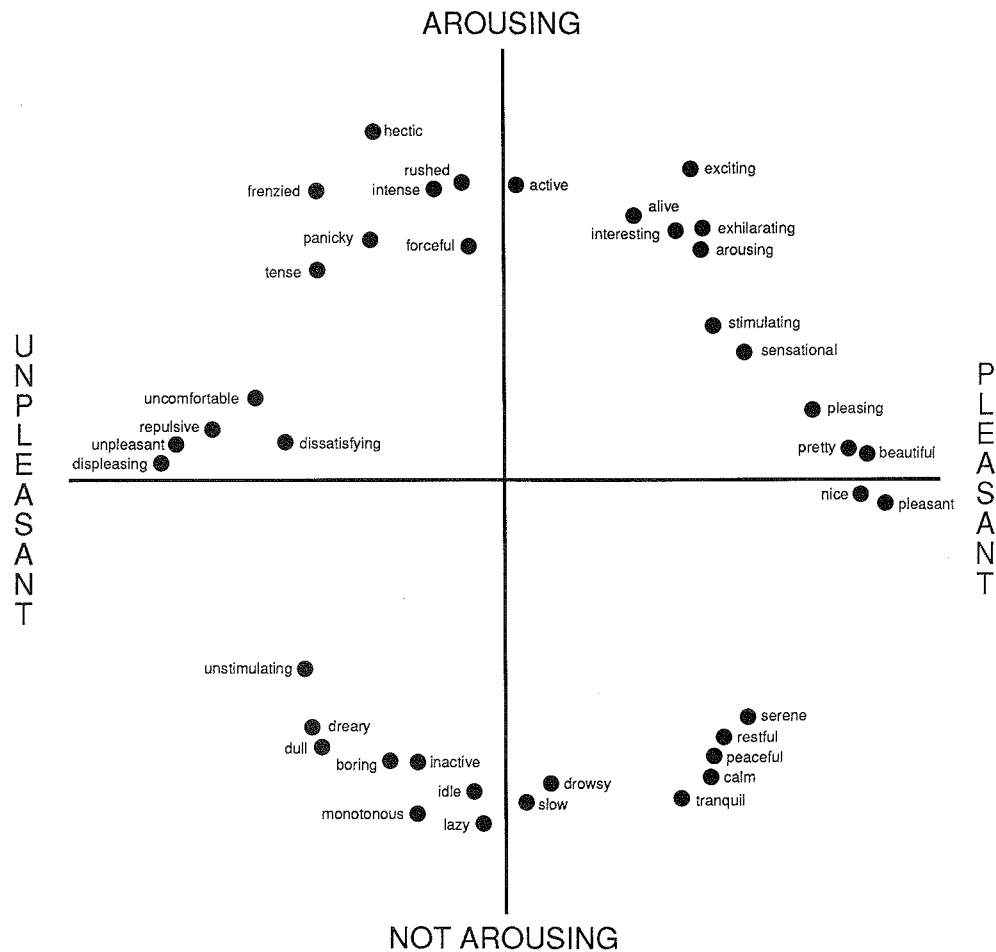 AROUSING
hectic
rushed
exciting
frenzied
intense
active
alive
interesting
exhilarating
panicky
forceful
arousing
tense
stimulating
sensational
UNPLEASANT
PLEASANT
uncomfortable
pleasing
repulsive
unpleasant
dissatisfying
pretty
beautiful
displeasing
nice
pleasant
unstimulating
serene
dreary
restful
dull
peaceful
boring
inactive
calm
idle
drowsy
slow
tranquil
monotonous
lazy
NOT AROUSING